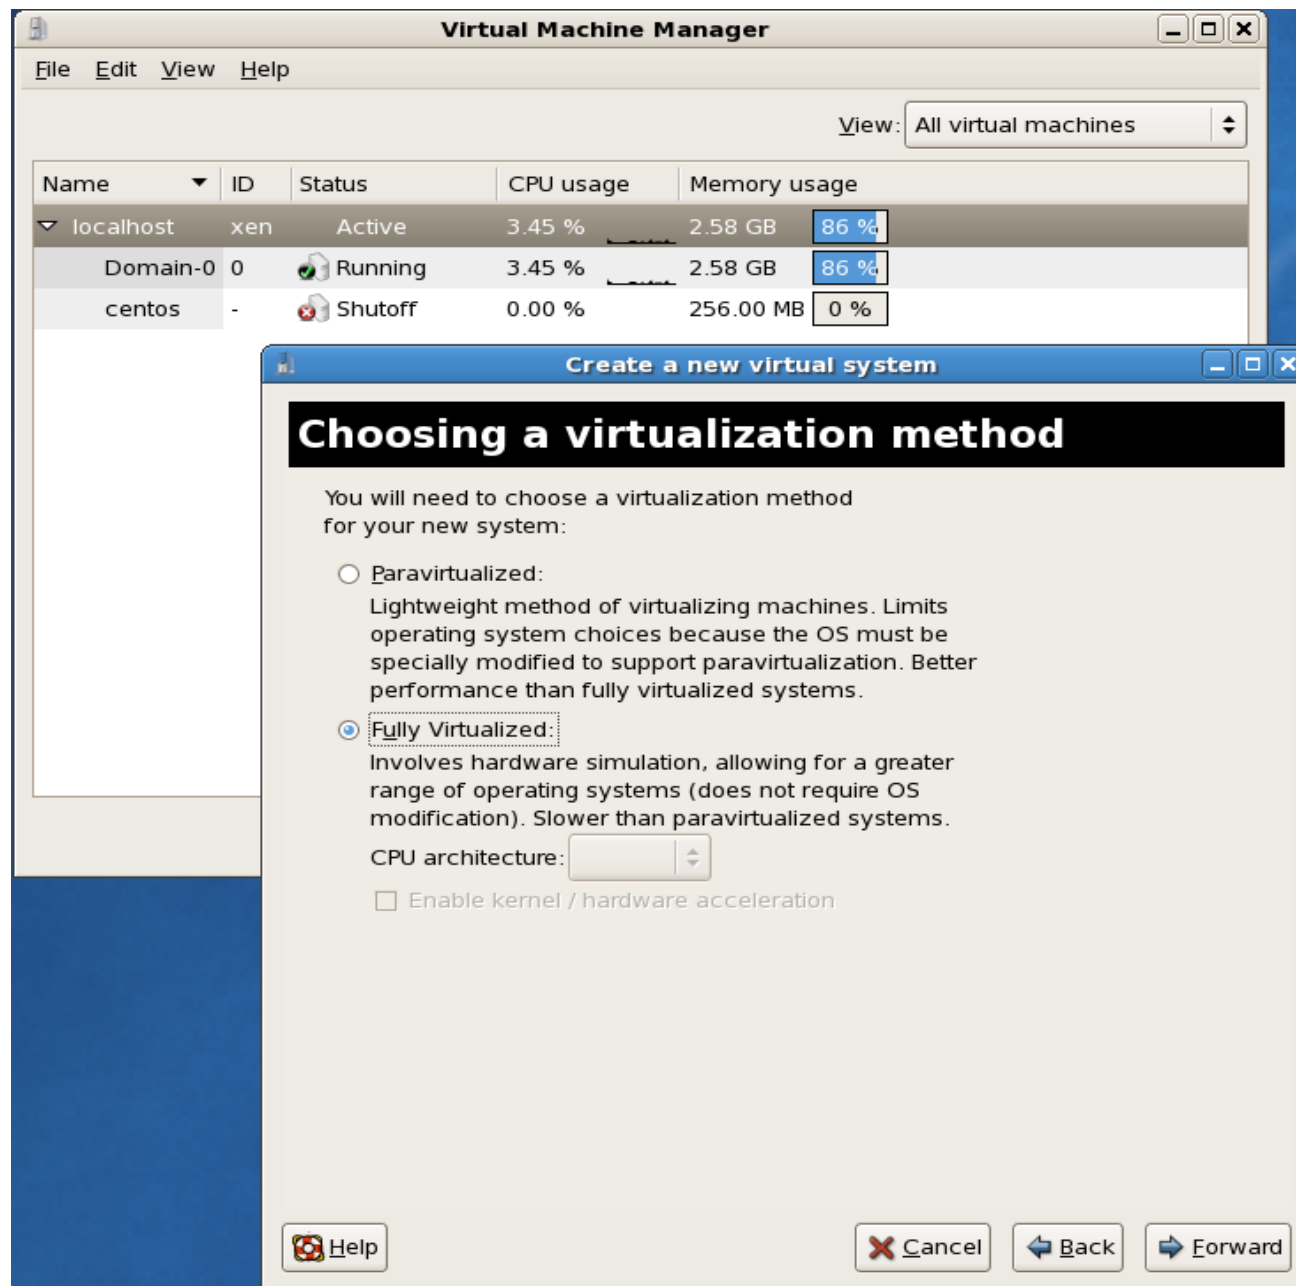 Virtual Machine Manager
File Edit View Help
View: All virtual machines
Name ID Status CPU usage Memory usage
localhost xen Active 3.45 % 2.58 GB 86 %
Domain-0 0 Running 3.45 % 2.58 GB 86 %
centos - Shutoff 0.00 % 256.00 MB 0 %
Create a new virtual system
Choosing a virtualization method
You will need to choose a virtualization method
for your new system:
Paravirtualized:
Lightweight method of virtualizing machines. Limits
operating system choices because the OS must be
specially modified to support paravirtualization. Better
performance than fully virtualized systems.
Fully Virtualized:
Involves hardware simulation, allowing for a greater
range of operating systems (does not require OS
modification). Slower than paravirtualized systems.
CPU architecture:
Enable kernel / hardware acceleration
Help Cancel Back Forward